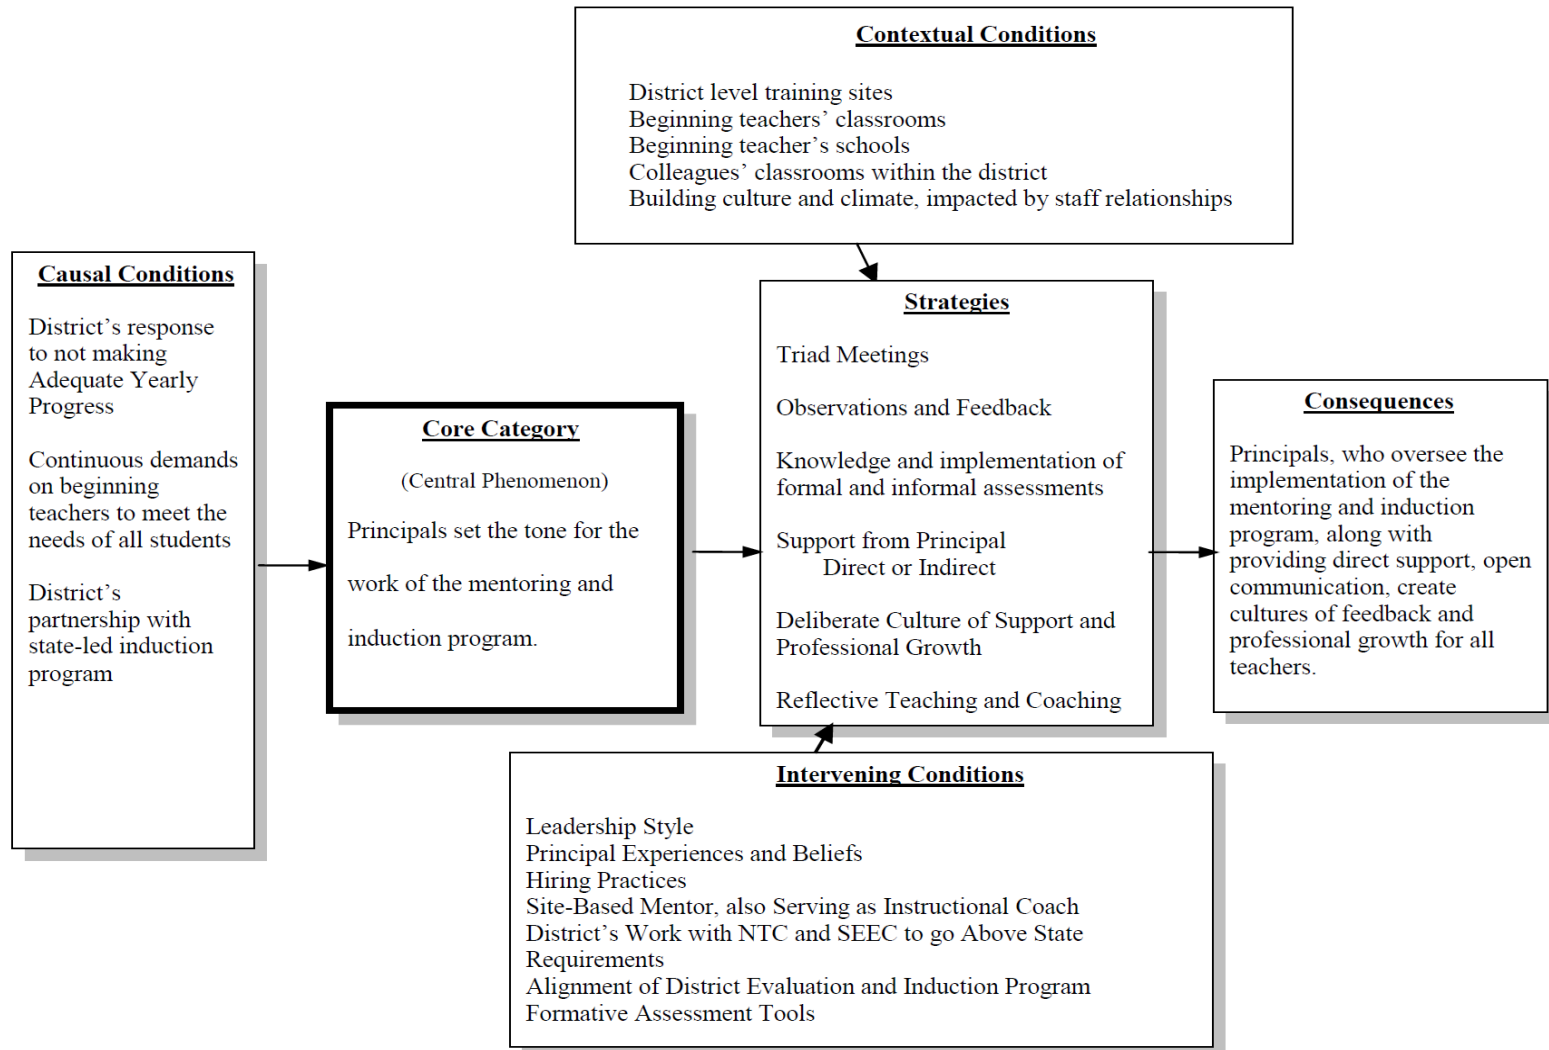 Contextual Conditions
District level training sites
Beginning teachers’ classrooms
Beginning teacher’s schools
Colleagues’ classrooms within the district
Building culture and climate, impacted by staff relationships
Causal Conditions
District’s response
to not making
Adequate Yearly
Progress
Continuous demands
on beginning
teachers to meet the
needs of all students
District’s
partnership with
state-led induction
program
Core Category
(Central Phenomenon)
Principals set the tone for the
work of the mentoring and
induction program.
Strategies
Triad Meetings
Observations and Feedback
Knowledge and implementation of
formal and informal assessments
Support from Principal
Direct or Indirect
Deliberate Culture of Support and
Professional Growth
Reflective Teaching and Coaching
Consequences
Principals, who oversee the
implementation of the
mentoring and induction
program, along with
providing direct support, open
communication, create
cultures of feedback and
professional growth for all
teachers.
Intervening Conditions
Leadership Style
Principal Experiences and Beliefs
Hiring Practices
Site-Based Mentor, also Serving as Instructional Coach
District’s Work with NTC and SEEC to go Above State
Requirements
Alignment of District Evaluation and Induction Program
Formative Assessment Tools